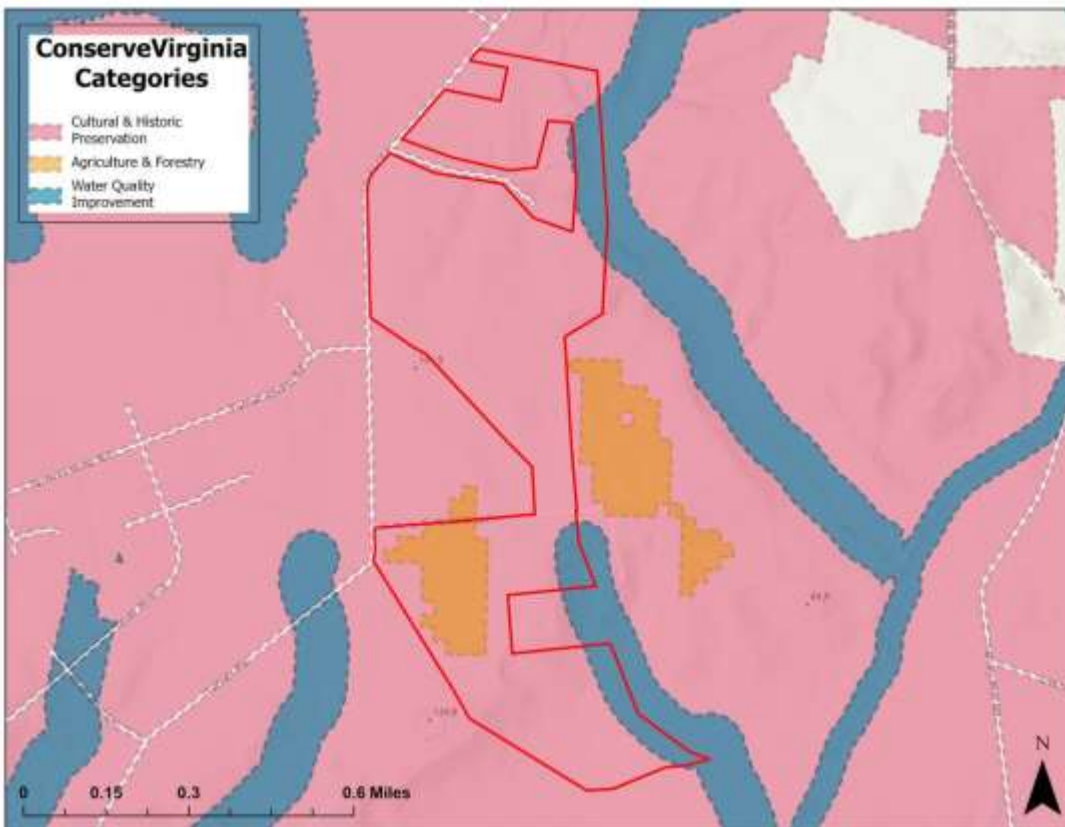 ConserveVirginia
Categories
Cultural & Historic
Preservation
Agriculture & Forestry
Water Quality
Improvement
N
0 0.15 0.3 0.6 Miles